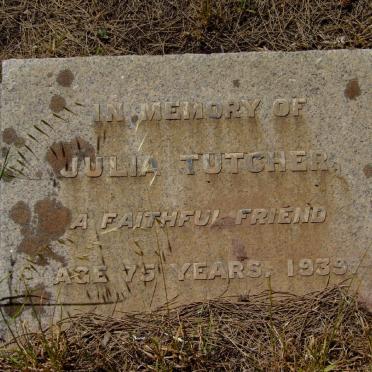 IN MEMORY OF
JULIA TUTCHER.
A FAITHFUL FRIEND
AGE 75 YEARS. 1939.